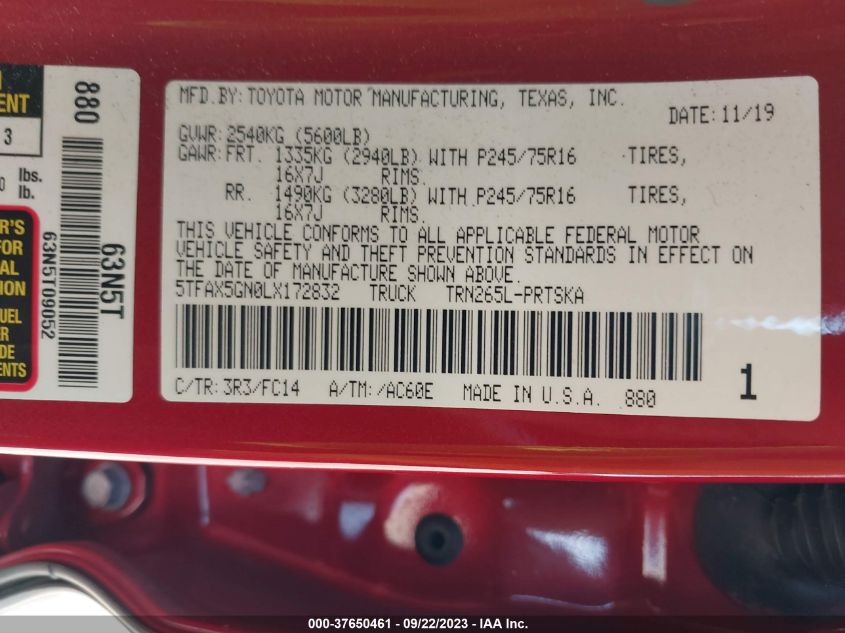 MFD.BY: TOYOTA MOTOR MANUFACTURING, TEXAS, INC.
DATE: 11/19
GVWR: 2540KG (5600LB)
GAWR: FRT. 1335KG (2940LB) WITH P245/75R16 TIRES,
16X7J RIMS.
RR. 1490KG (3280LB) WITH P245/75R16 TIRES,
16X7J RIMS.
THIS VEHICLE CONFORMS TO ALL APPLICABLE FEDERAL MOTOR
VEHICLE SAFETY AND THEFT PREVENTION STANDARDS IN EFFECT ON
THE DATE OF MANUFACTURE SHOWN ABOVE.
5TFAX5GN0LX172832 TRUCK TRN265L-PRTSKA
C/TR: 3R3/FC14 A/TM: /AC60E MADE IN U.S.A. 880
1
880
63N5T09052
63N5T
3
lbs.
lb.
FOR
000-37650461 - 09/22/2023 - IAA Inc.